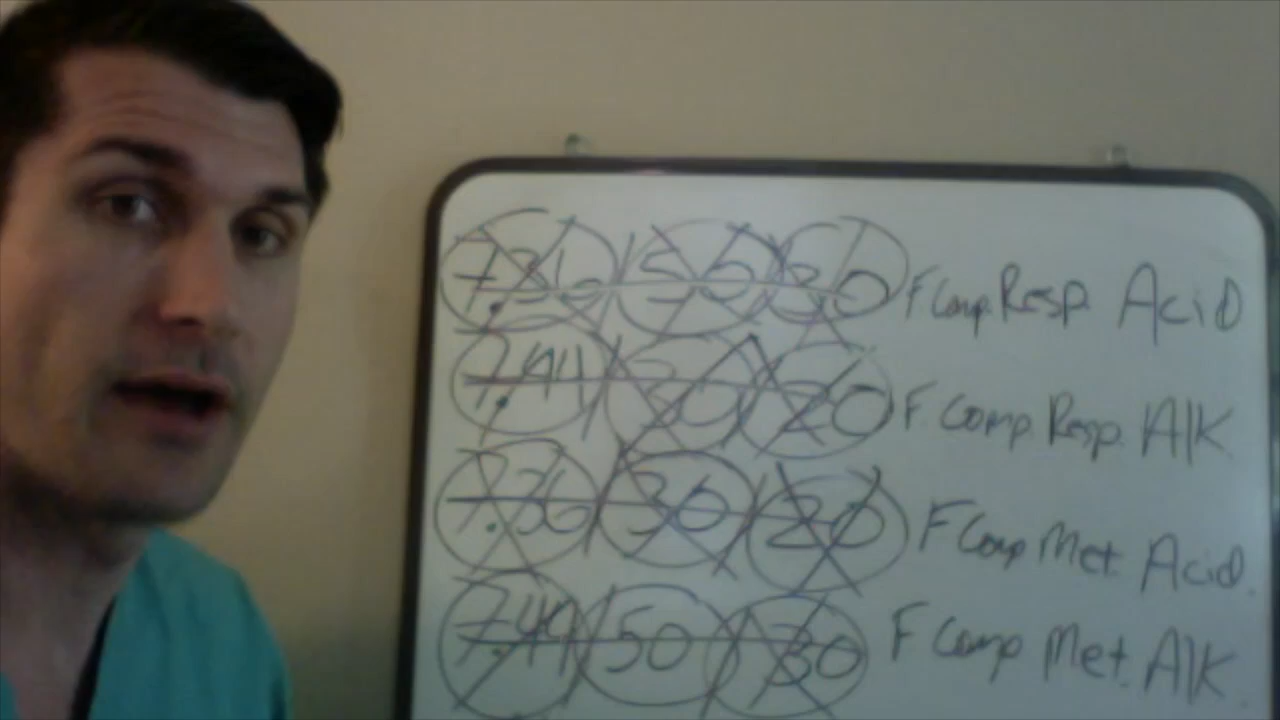 7.36 / 50 / 30 F Comp. Resp. Acid
7.44 / 30 / 20 F Comp. Resp. Alk
7.36 / 30 / 20 F Comp Met. Acid.
7.44 / 50 / 30 F Comp Met. Alk